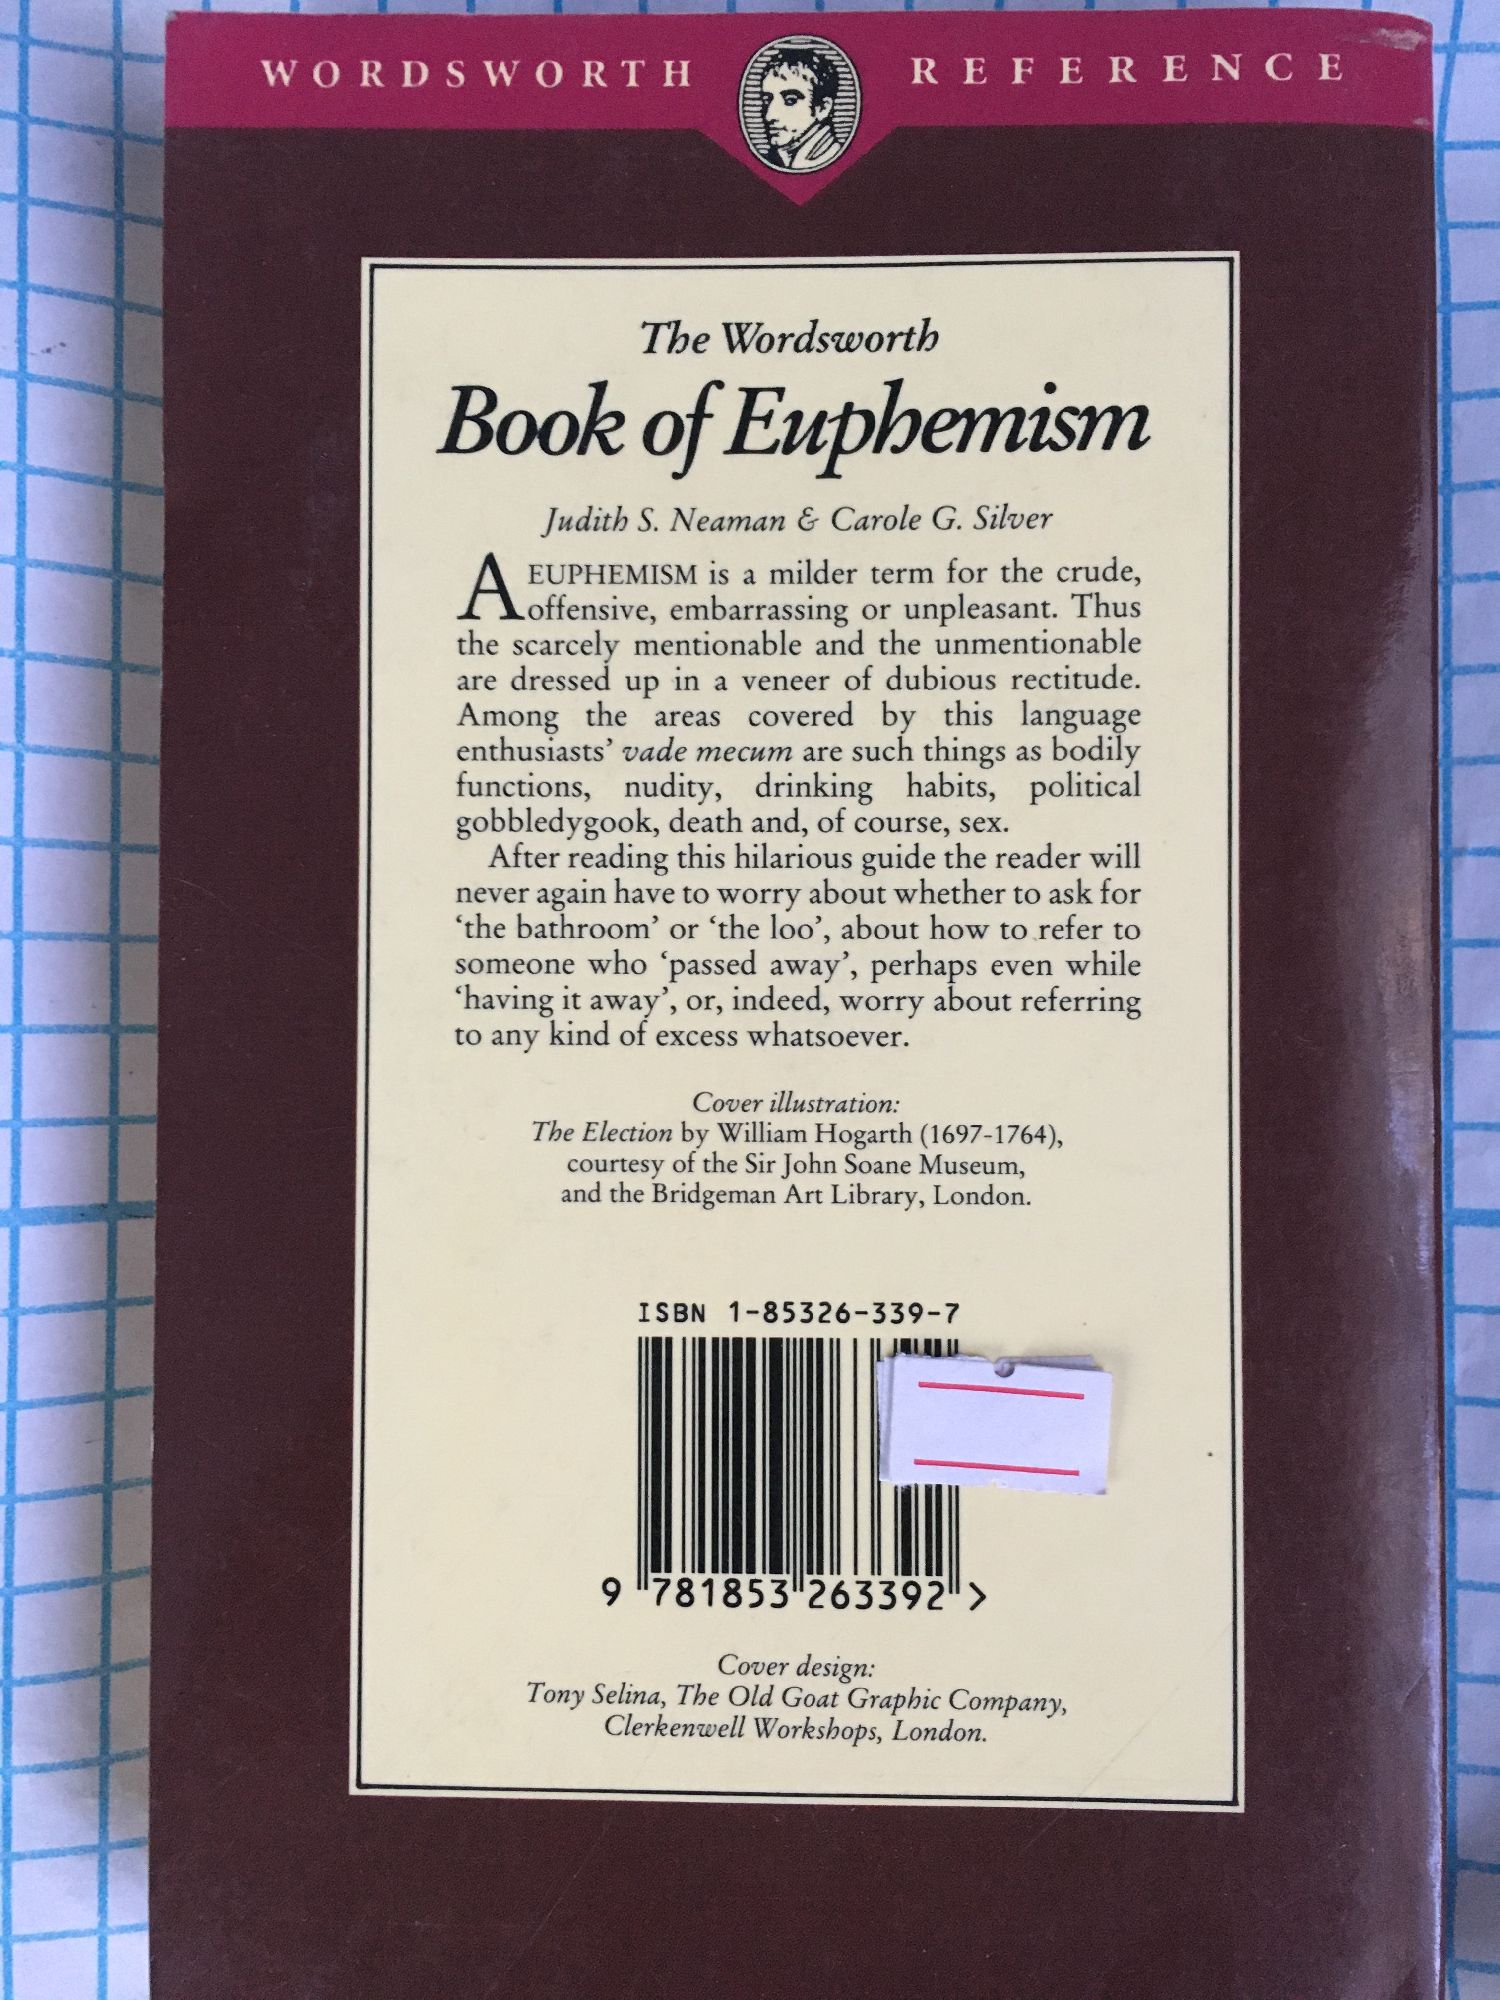 WORDSWORTH REFERENCE
The Wordsworth
Book of Euphemism
Judith S. Neaman & Carole G. Silver
A EUPHEMISM is a milder term for the crude,
offensive, embarrassing or unpleasant. Thus
the scarcely mentionable and the unmentionable
are dressed up in a veneer of dubious rectitude.
Among the areas covered by this language
enthusiasts’ vade mecum are such things as bodily
functions, nudity, drinking habits, political
gobbledygook, death and, of course, sex.
After reading this hilarious guide the reader will
never again have to worry about whether to ask for
‘the bathroom’ or ‘the loo’, about how to refer to
someone who ‘passed away’, perhaps even while
‘having it away’, or, indeed, worry about referring
to any kind of excess whatsoever.
Cover illustration:
The Election by William Hogarth (1697-1764),
courtesy of the Sir John Soane Museum,
and the Bridgeman Art Library, London.
ISBN 1-85326-339-7
9 781853 263392 >
Cover design:
Tony Selina, The Old Goat Graphic Company,
Clerkenwell Workshops, London.